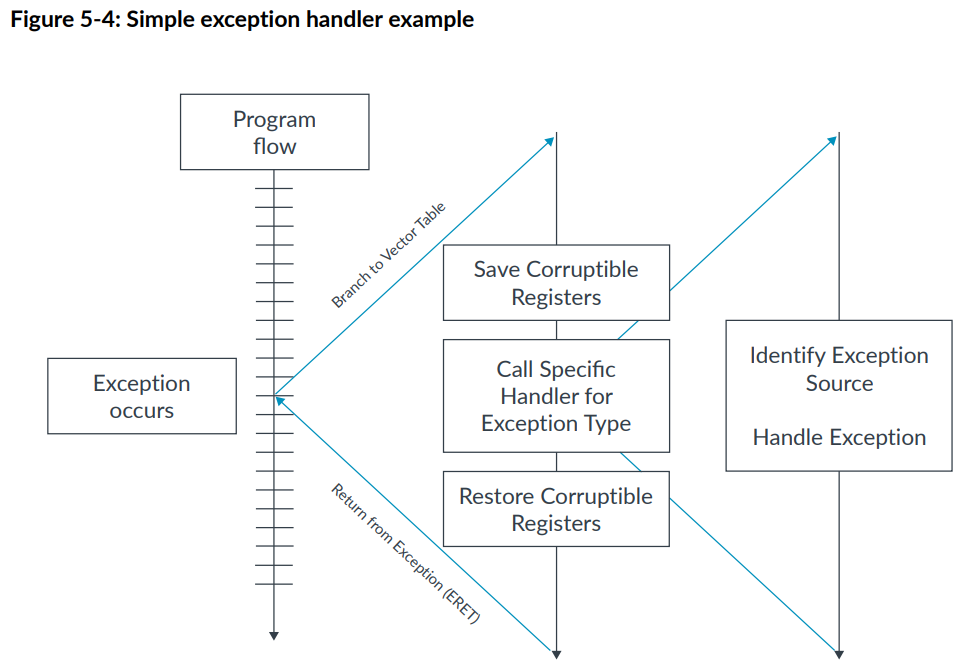 Figure 5-4: Simple exception handler example
Program
flow
Branch to Vector Table
Save Corruptible
Registers
Exception
occurs
Call Specific
Handler for
Exception Type
Identify Exception
Source
Handle Exception
Restore Corruptible
Registers
Return from Exception (ERET)